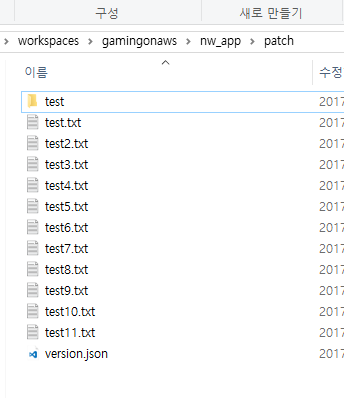 구성 새로 만들기
workspaces > gamingonaws > nw_app > patch
이름 수정
test 2017
test.txt 2017
test2.txt 2017
test3.txt 2017
test4.txt 2017
test5.txt 2017
test6.txt 2017
test7.txt 2017
test8.txt 2017
test9.txt 2017
test10.txt 2017
test11.txt 2017
version.json 2017